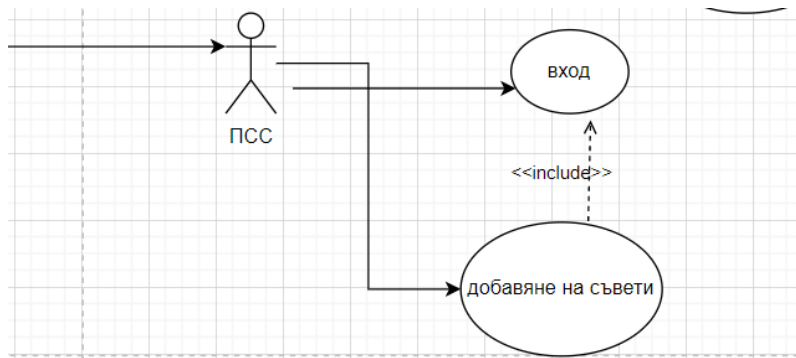 вход
ПСС
<<include>>
добавяне на съвети